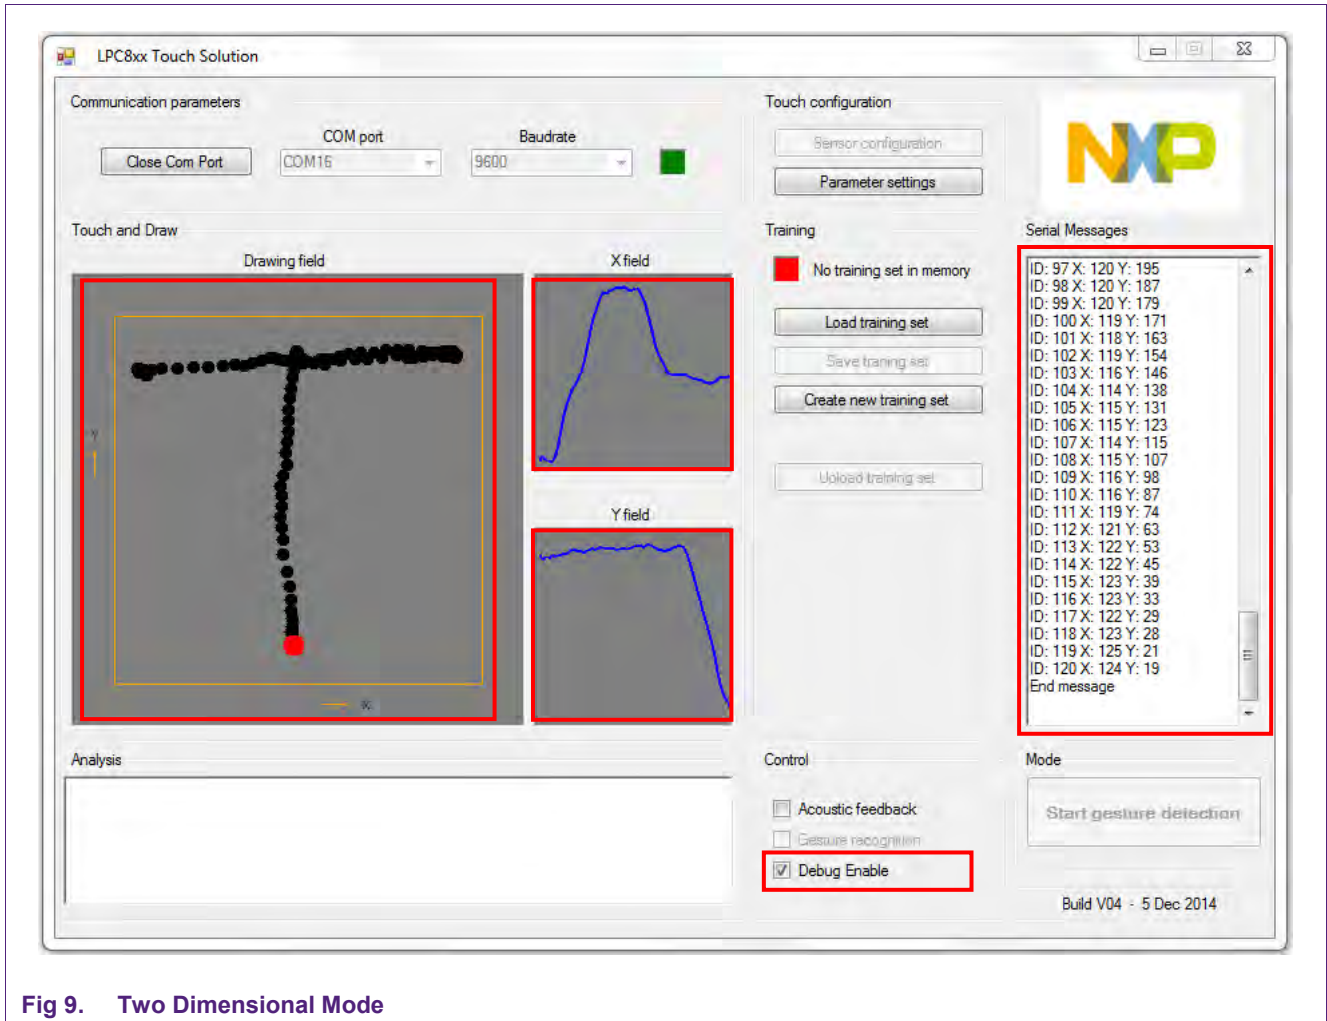 LPC8xx Touch Solution
Communication parameters
COM port
Baudrate
Close Com Port
COM16
9600
Touch configuration
Sensor configuration
Parameter settings
NXP
Touch and Draw
Drawing field
X field
Y
X
Y field
Training
No training set in memory
Load training set
Save traning set
Create new training set
Upload training set
Serial Messages
ID: 97 X: 120 Y: 195
ID: 98 X: 120 Y: 187
ID: 99 X: 120 Y: 179
ID: 100 X: 119 Y: 171
ID: 101 X: 118 Y: 163
ID: 102 X: 119 Y: 154
ID: 103 X: 116 Y: 146
ID: 104 X: 114 Y: 138
ID: 105 X: 115 Y: 131
ID: 106 X: 115 Y: 123
ID: 107 X: 114 Y: 115
ID: 108 X: 115 Y: 107
ID: 109 X: 116 Y: 98
ID: 110 X: 116 Y: 87
ID: 111 X: 119 Y: 74
ID: 112 X: 121 Y: 63
ID: 113 X: 122 Y: 53
ID: 114 X: 122 Y: 45
ID: 115 X: 123 Y: 39
ID: 116 X: 123 Y: 33
ID: 117 X: 122 Y: 29
ID: 118 X: 123 Y: 28
ID: 119 X: 125 Y: 21
ID: 120 X: 124 Y: 19
End message
Analysis
Control
Acoustic feedback
Gesture recognition
Debug Enable
Mode
Start gesture detection
Build V04 - 5 Dec 2014
Fig 9. Two Dimensional Mode